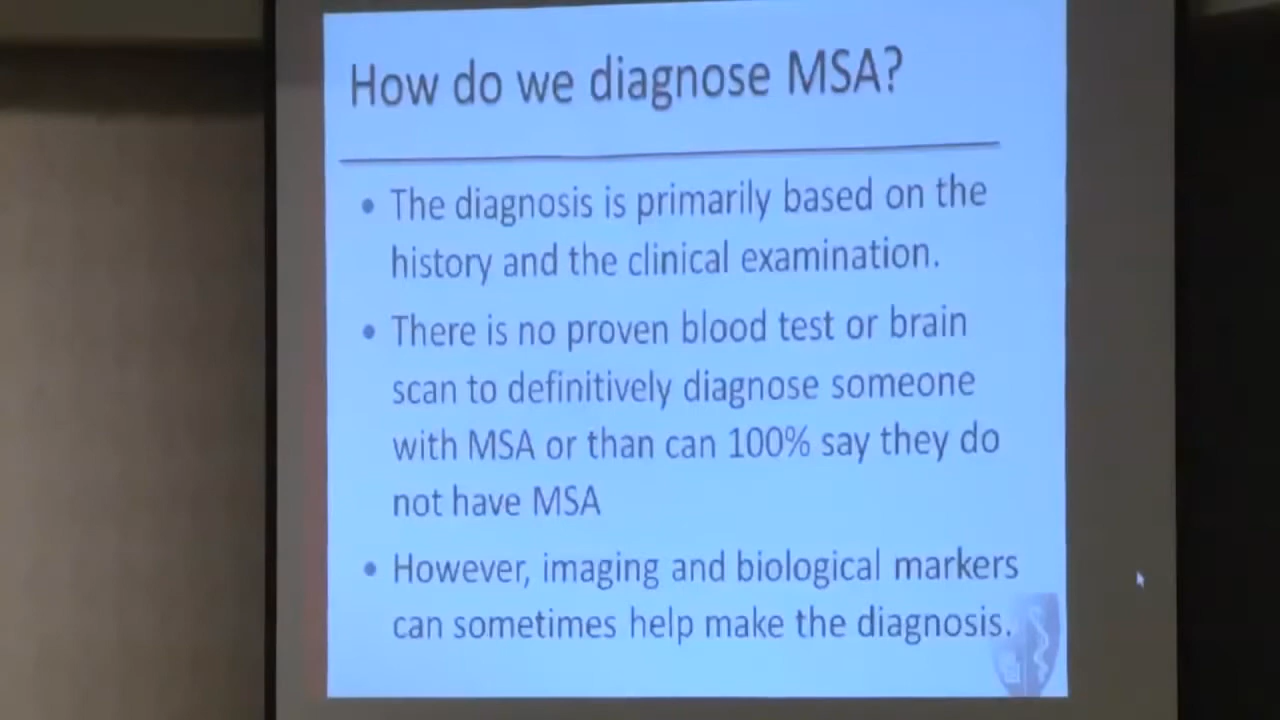 How do we diagnose MSA?
• The diagnosis is primarily based on the
history and the clinical examination.
• There is no proven blood test or brain
scan to definitively diagnose someone
with MSA or than can 100% say they do
not have MSA
• However, imaging and biological markers
can sometimes help make the diagnosis.